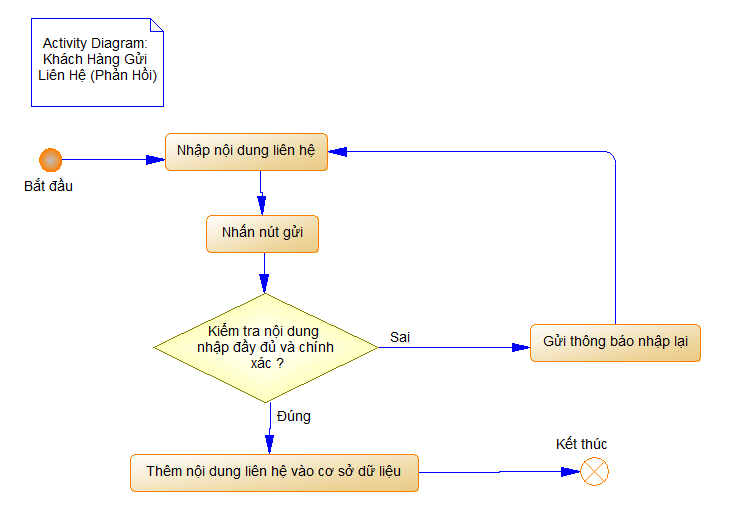 Activity Diagram:
Khách Hàng Gửi
Liên Hệ (Phản Hồi)
Nhập nội dung liên hệ
Bắt đầu
Nhấn nút gửi
Kiểm tra nội dung
nhập đầy đủ và chính
xác ?
Sai
Gửi thông báo nhập lại
Đúng
Kết thúc
Thêm nội dung liên hệ vào cơ sở dữ liệu